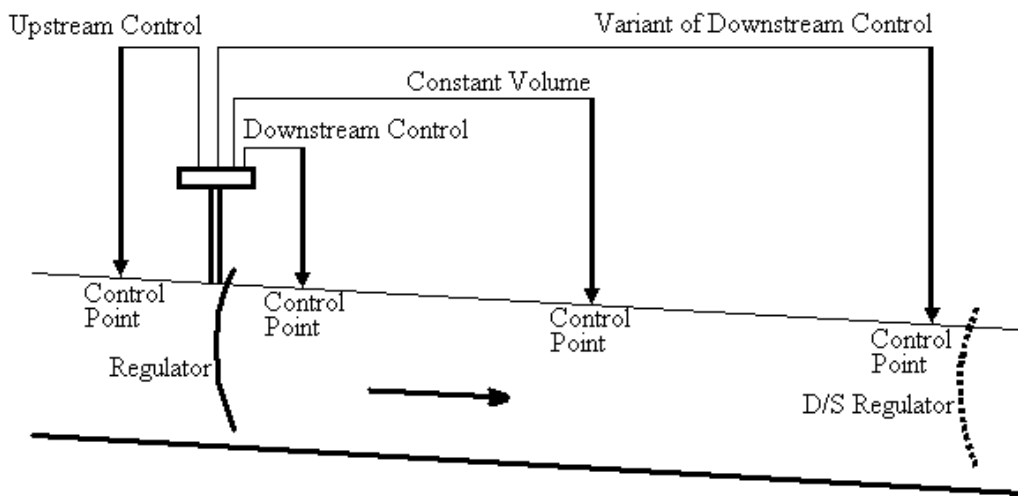 Upstream Control
Variant of Downstream Control
Constant Volume
Downstream Control
Control
Point
Control
Point
Control
Point
Control
Point
Regulator
D/S Regulator